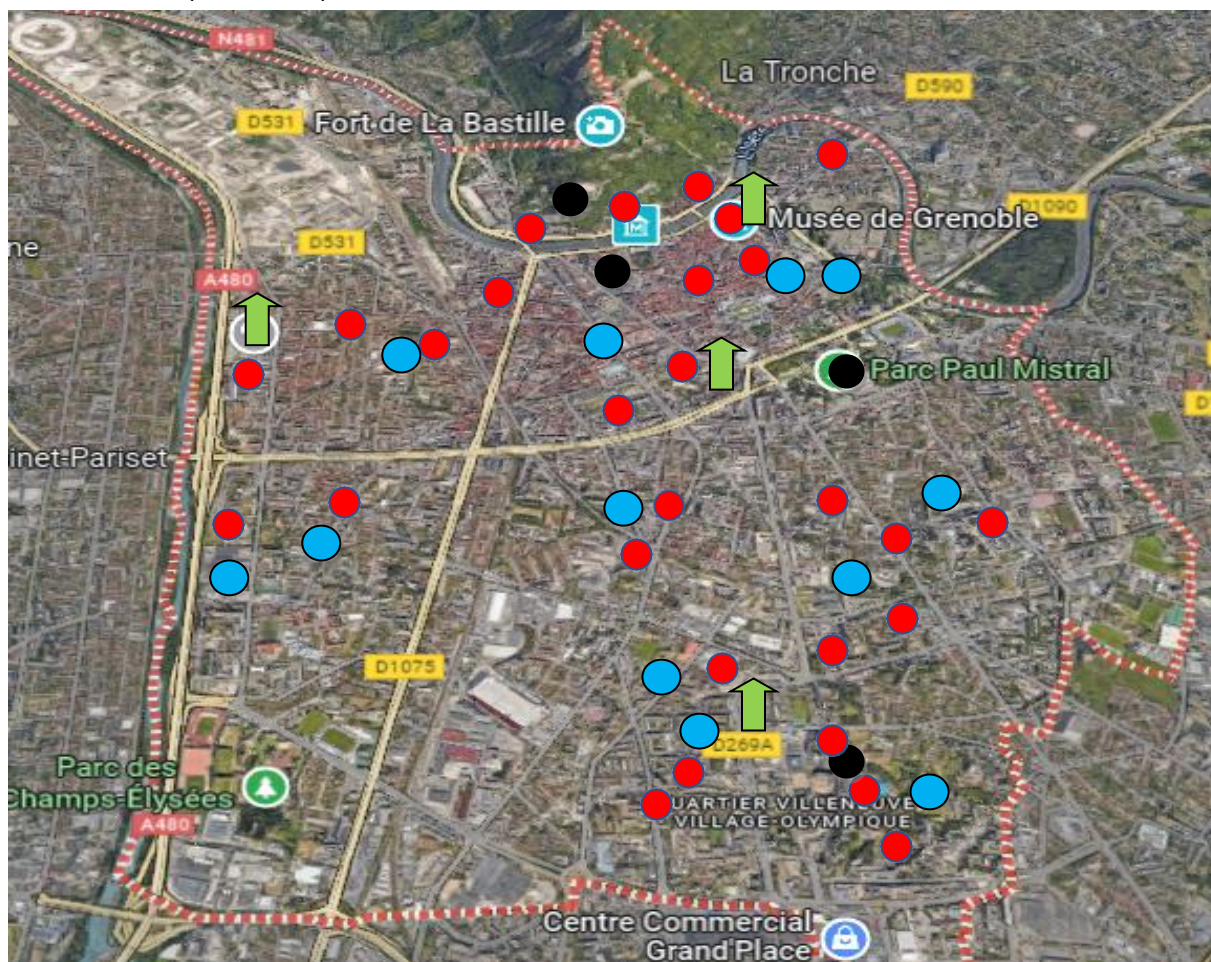 N481
La Tronche
D590
D531
Fort de La Bastille
D1090
Musée de Grenoble
ne
D531
A480
Parc Paul Mistral
inet-Pariset
D1075
D269A
Parc des
Champs-Élysées
UARTIER VILLENEUVE
VILLAGE OLYMPIQUE
A480
Centre Commercial
Grand'Place